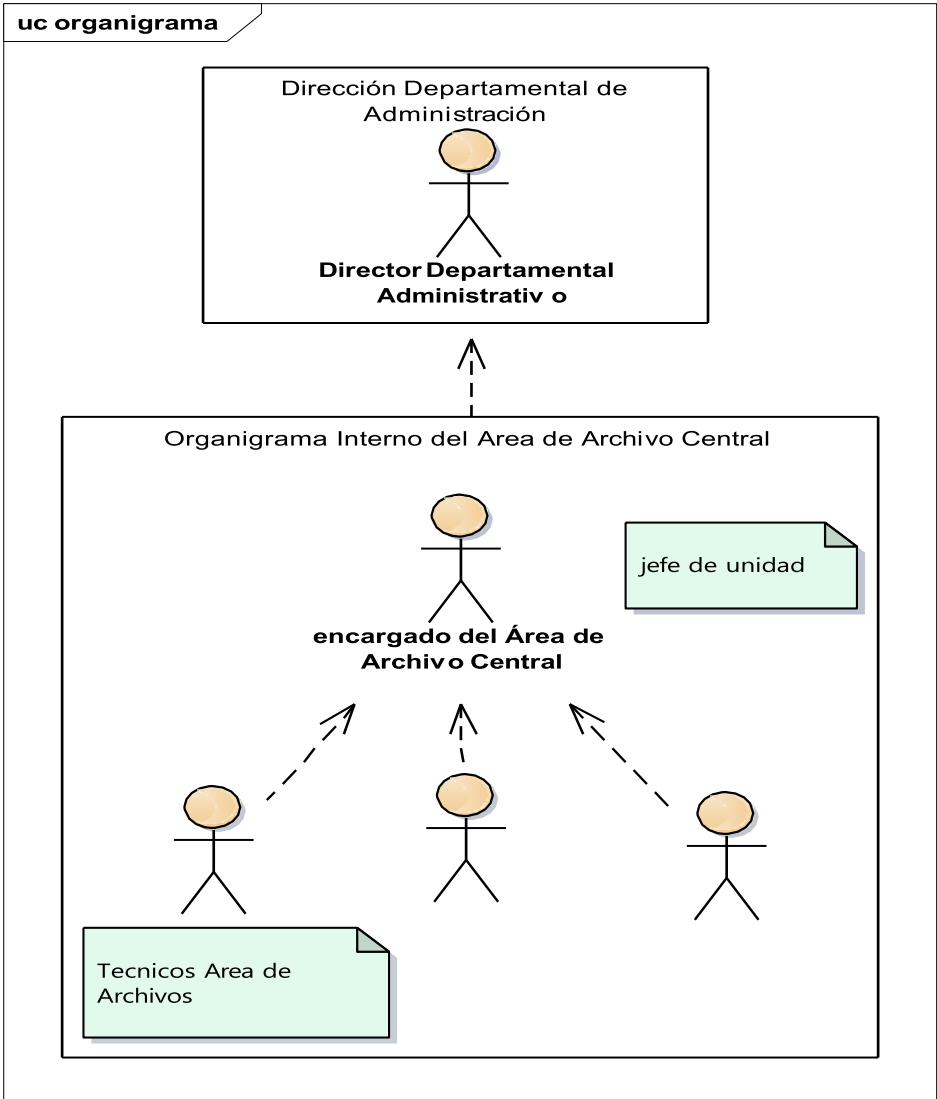 uc organigrama
Dirección Departamental de
Administración
Director Departamental
Administrativ o
Organigrama Interno del Area de Archivo Central
jefe de unidad
encargado del Área de
Archivo Central
Tecnicos Area de
Archivos